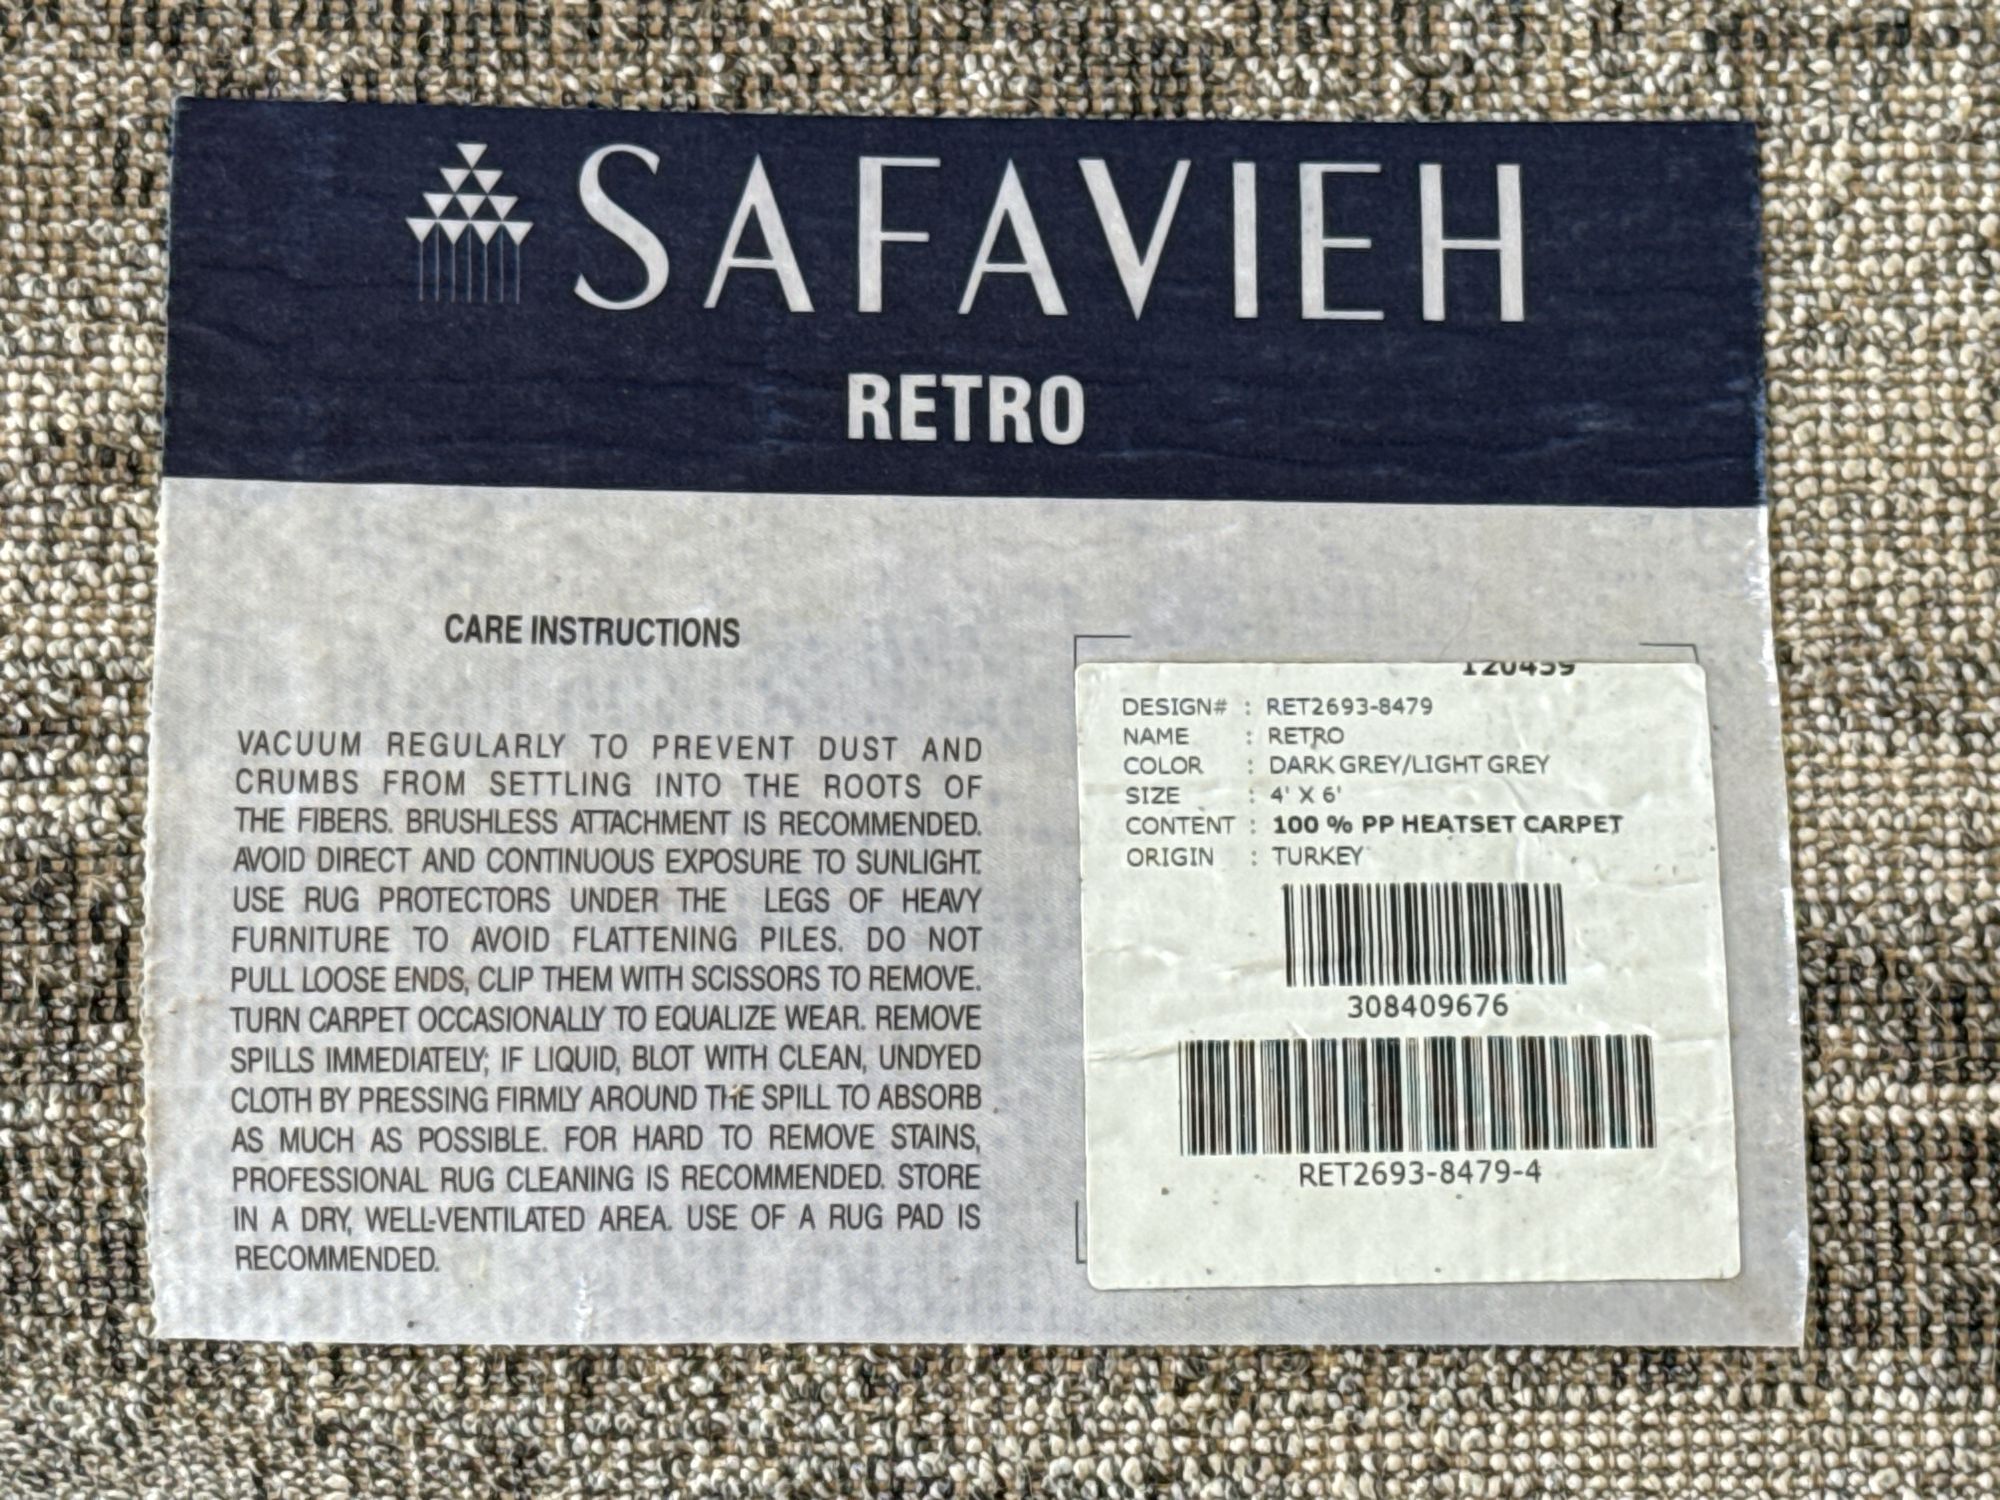 SAFAVIEH
RETRO
CARE INSTRUCTIONS
VACUUM REGULARLY TO PREVENT DUST AND
CRUMBS FROM SETTLING INTO THE ROOTS OF
THE FIBERS. BRUSHLESS ATTACHMENT IS RECOMMENDED.
AVOID DIRECT AND CONTINUOUS EXPOSURE TO SUNLIGHT.
USE RUG PROTECTORS UNDER THE LEGS OF HEAVY
FURNITURE TO AVOID FLATTENING PILES. DO NOT
PULL LOOSE ENDS, CLIP THEM WITH SCISSORS TO REMOVE.
TURN CARPET OCCASIONALLY TO EQUALIZE WEAR. REMOVE
SPILLS IMMEDIATELY; IF LIQUID, BLOT WITH CLEAN, UNDYED
CLOTH BY PRESSING FIRMLY AROUND THE SPILL TO ABSORB
AS MUCH AS POSSIBLE. FOR HARD TO REMOVE STAINS,
PROFESSIONAL RUG CLEANING IS RECOMMENDED. STORE
IN A DRY, WELL-VENTILATED AREA. USE OF A RUG PAD IS
RECOMMENDED.
120459
DESIGN# : RET2693-8479
NAME : RETRO
COLOR : DARK GREY/LIGHT GREY
SIZE : 4' X 6'
CONTENT : 100 % PP HEATSET CARPET
ORIGIN : TURKEY
308409676
RET2693-8479-4